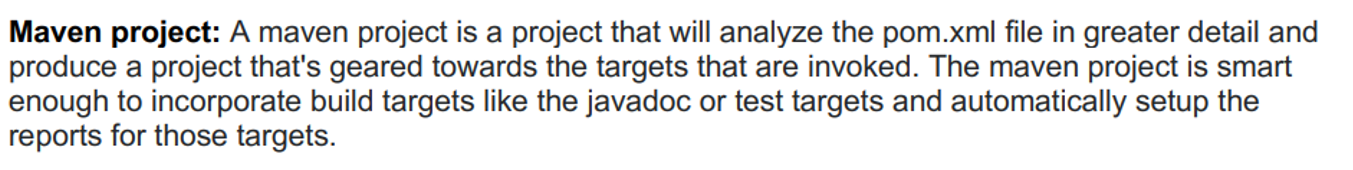 Maven project: A maven project is a project that will analyze the pom.xml file in greater detail and
produce a project that's geared towards the targets that are invoked. The maven project is smart
enough to incorporate build targets like the javadoc or test targets and automatically setup the
reports for those targets.